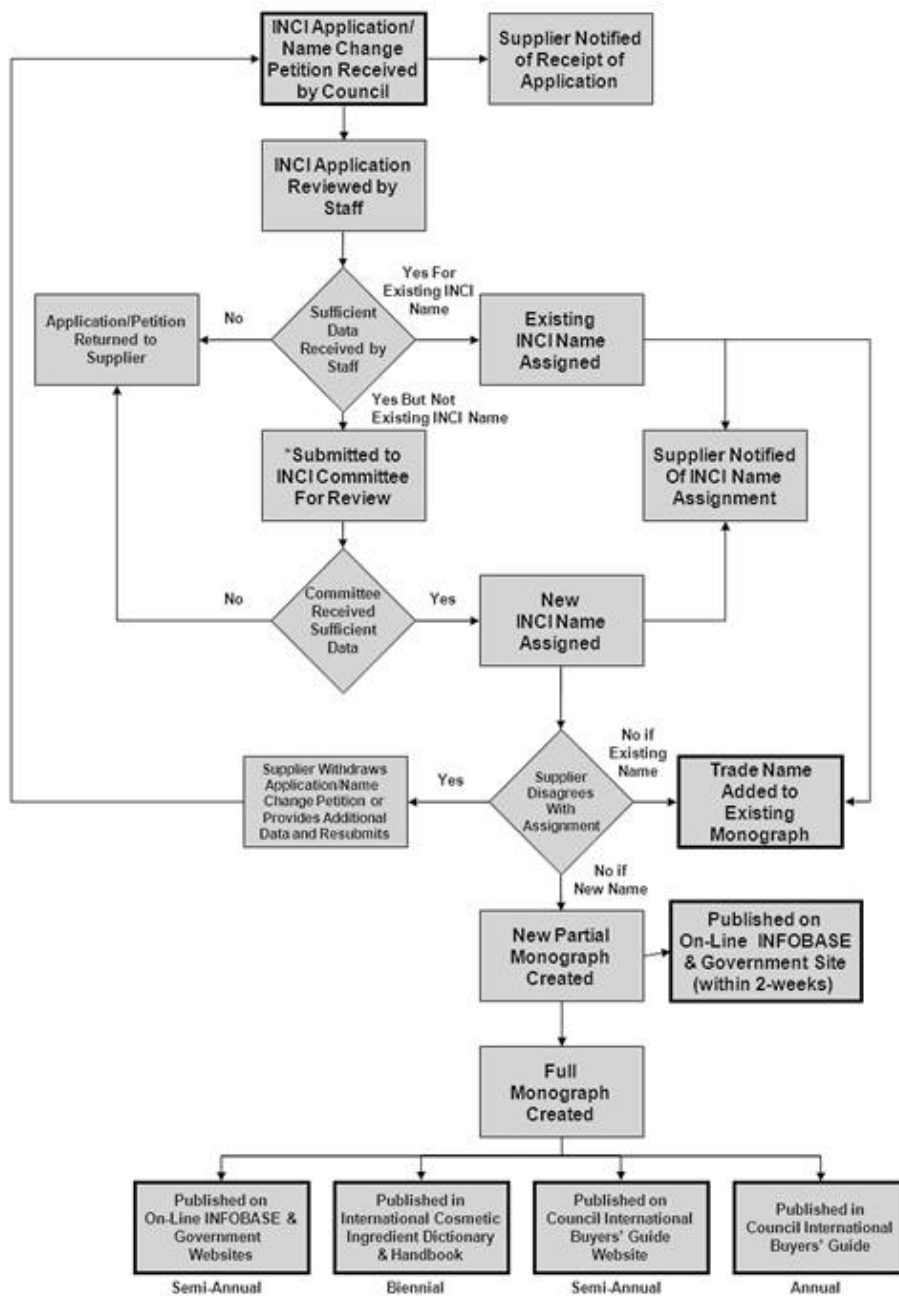 INCI Application/
Name Change
Petition Received
by Council
Supplier Notified
of Receipt of
Application
INCI Application
Reviewed by
Staff
Yes For
Existing INCI
Name
Application/Petition
Returned to
Supplier
No
Sufficient
Data
Received by
Staff
Existing
INCI Name
Assigned
Yes But Not
Existing INCI Name
*Submitted to
INCI Committee
For Review
Supplier Notified
Of INCI Name
Assignment
No
Committee
Received
Sufficient
Data
Yes
New
INCI Name
Assigned
No if
Existing
Name
Supplier Withdraws
Application/Name
Change Petition or
Provides Additional
Data and Resubmits
Yes
Supplier
Disagrees
With
Assignment
Trade Name
Added to
Existing
Monograph
No if
New Name
New Partial
Monograph
Created
Published on
On-Line INFOBASE
& Government Site
(within 2-weeks)
Full
Monograph
Created
Published on
On-Line INFOBASE &
Government
Websites
Published in
International Cosmetic
Ingredient Dictionary
& Handbook
Published on
Council International
Buyers' Guide
Website
Published in
Council International
Buyers' Guide
Semi-Annual
Biennial
Semi-Annual
Annual